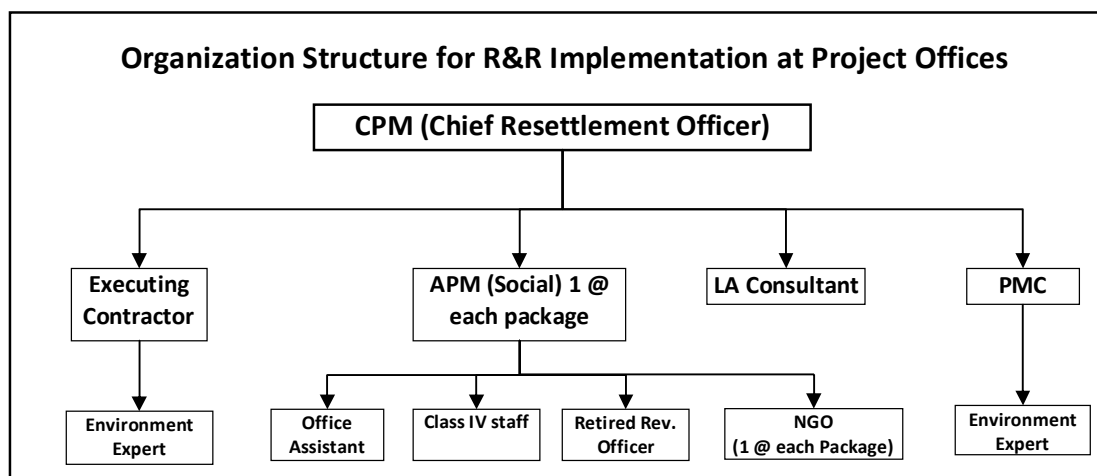 Organization Structure for R&R Implementation at Project Offices
CPM (Chief Resettlement Officer)
Executing
Contractor
APM (Social) 1 @
each package
LA Consultant
PMC
Environment
Expert
Office
Assistant
Class IV staff
Retired Rev.
Officer
NGO
(1 @ each Package)
Environment
Expert